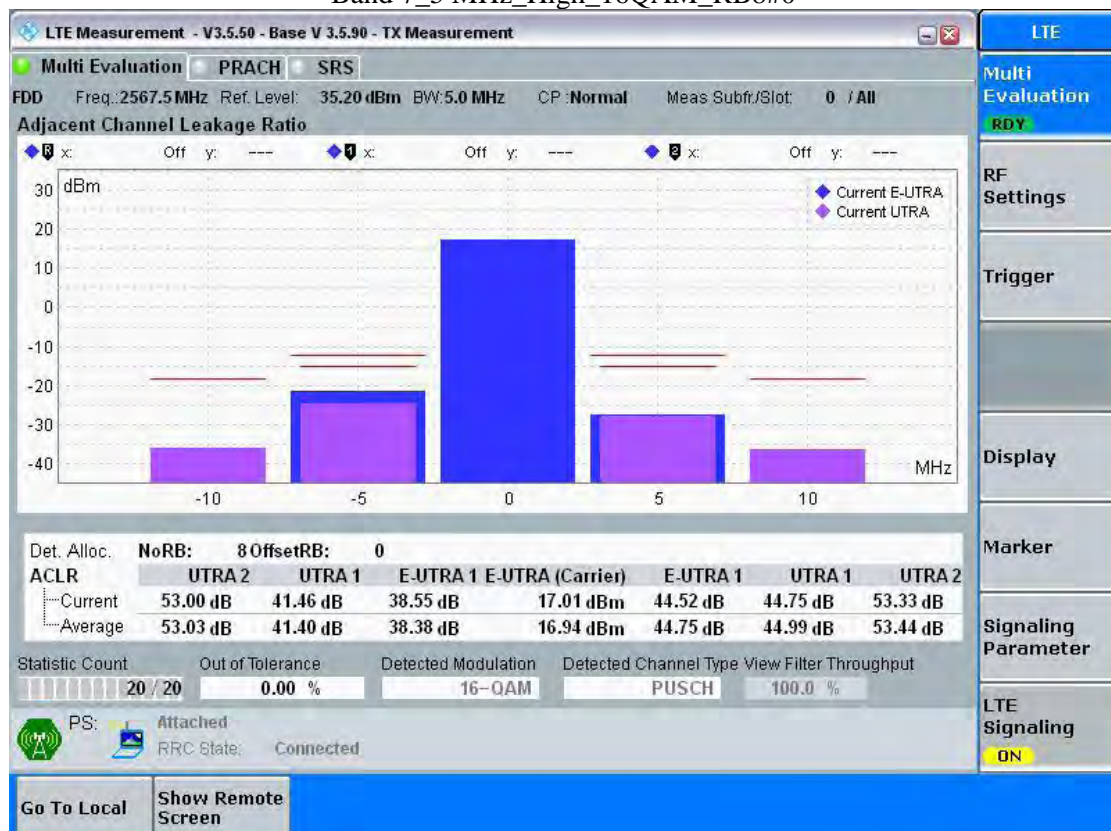 LTE Measurement - V3.5.50 - Base V 3.5.90 - TX Measurement
LTE
Multi Evaluation PRACH SRS
Multi Evaluation
RDY
FDD Freq.:2567.5 MHz Ref. Level: 35.20 dBm BW:5.0 MHz CP :Normal Meas Subfr./Slot: 0 / All
Adjacent Channel Leakage Ratio
R x: Off y: --- 1 x: Off y: --- 2 x: Off y: ---
dBm
Current E-UTRA
Current UTRA
30
20
10
0
-10
-20
-30
-40
MHz
-10 -5 0 5 10
RF Settings
Trigger
Display
Marker
Signaling Parameter
LTE Signaling
ON
Det. Alloc. NoRB: 8 OffsetRB: 0
ACLR UTRA 2 UTRA 1 E-UTRA 1 E-UTRA (Carrier) E-UTRA 1 UTRA 1 UTRA 2
Current 53.00 dB 41.46 dB 38.55 dB 17.01 dBm 44.52 dB 44.75 dB 53.33 dB
Average 53.03 dB 41.40 dB 38.38 dB 16.94 dBm 44.75 dB 44.99 dB 53.44 dB
Statistic Count Out of Tolerance Detected Modulation Detected Channel Type View Filter Throughput
20 / 20 0.00 % 16-QAM PUSCH 100.0 %
PS: Attached
RRC State: Connected
Go To Local
Show Remote Screen